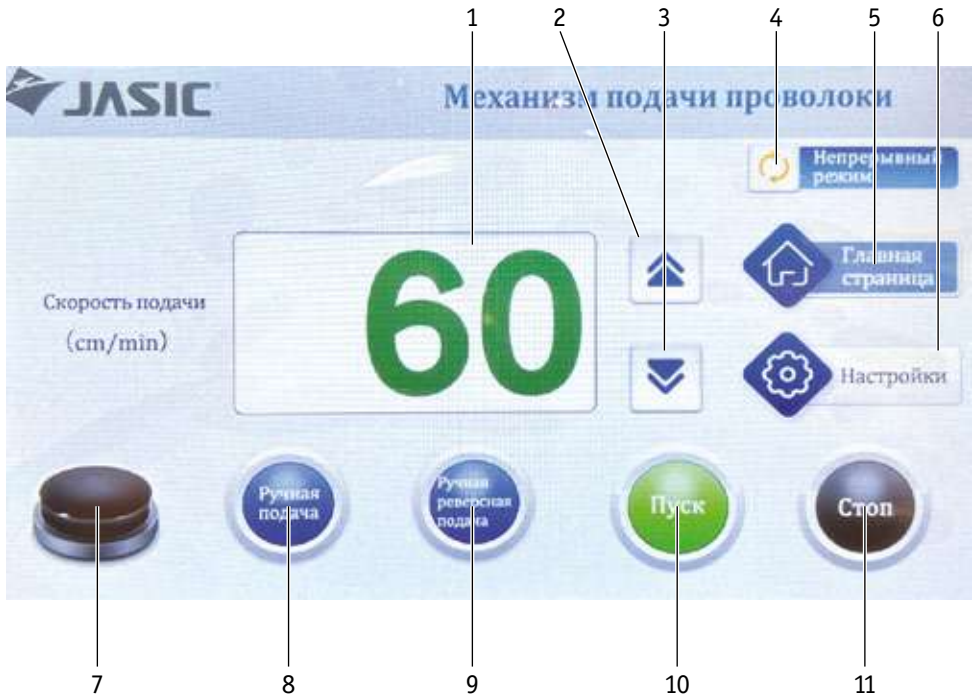 1 2 3 4 5 6
JASIC
Механизм подачи проволоки
Непрерывный
режим
60
Главная
страница
Скорость подачи
(cm/min)
Настройки
Ручная
подача
Ручная
реверсная
подача
Пуск
Стоп
7 8 9 10 11